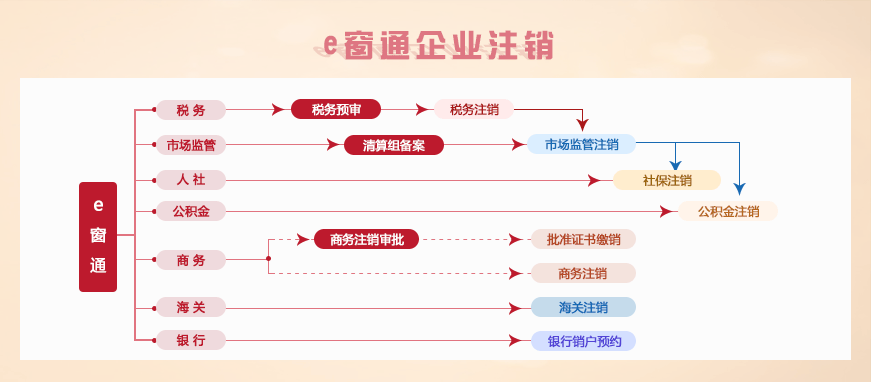 e窗通企业注销
税务
税务预审
税务注销
市场监管
清算组备案
市场监管注销
人社
社保注销
公积金
公积金注销
e
窗
通
商务
商务注销审批
批准证书缴销
商务注销
海关
海关注销
银行
银行销户预约